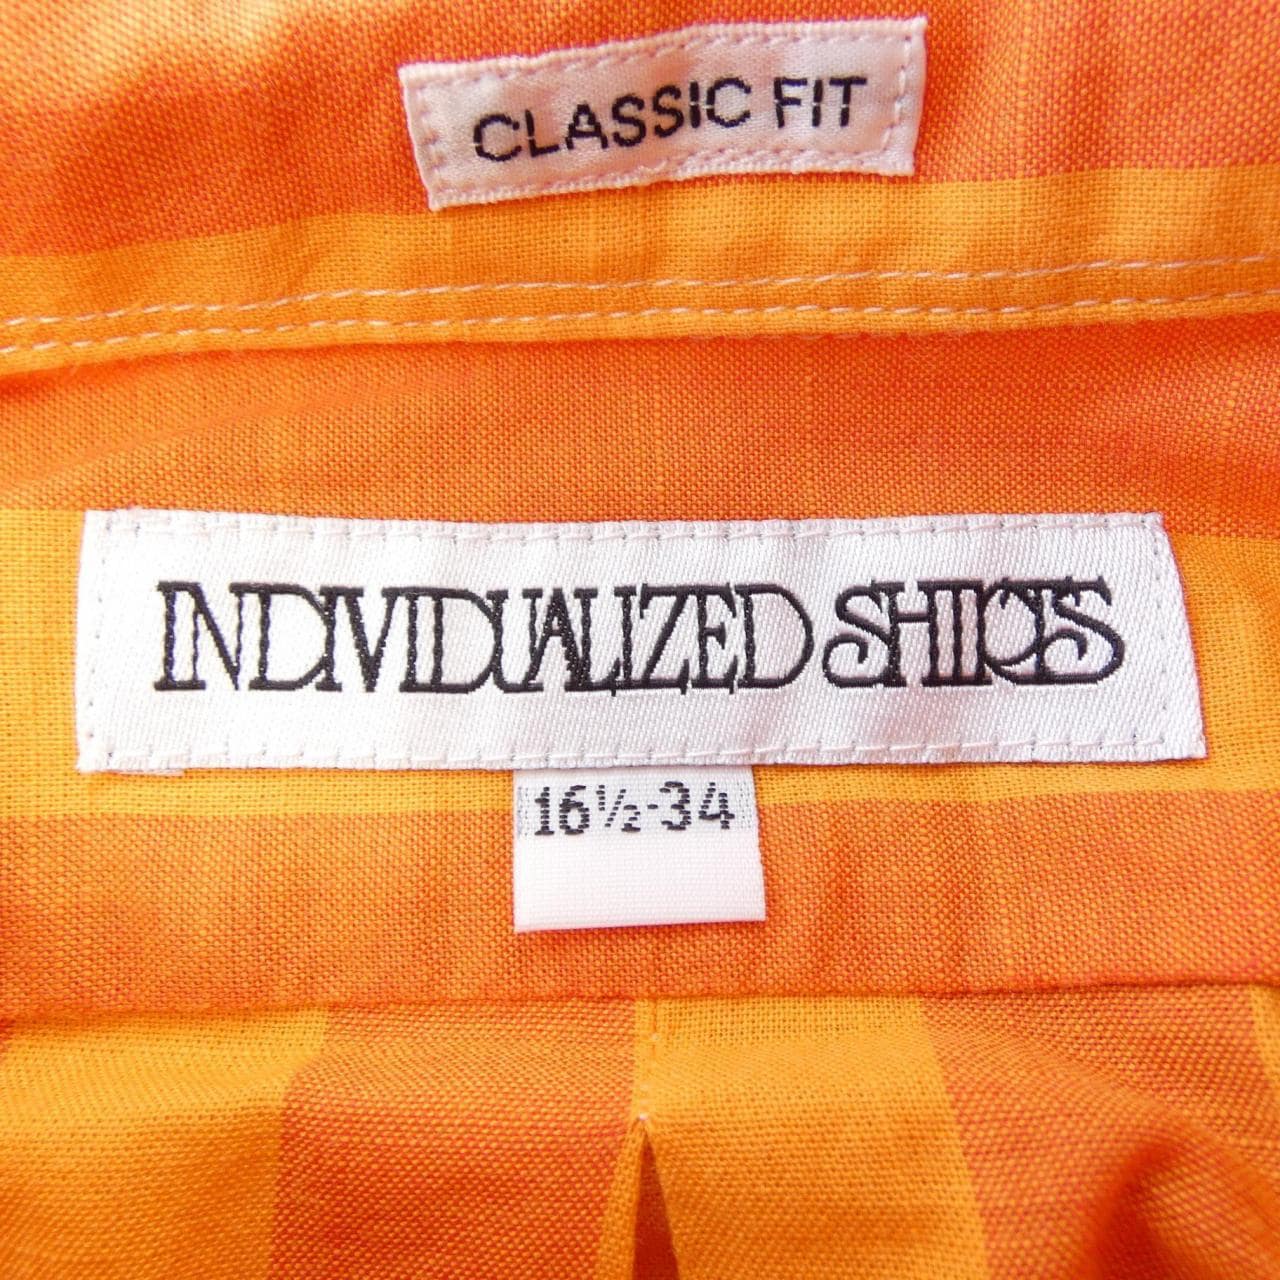 CLASSIC FIT
INDIVIDUALIZED SHIRTS
16½-34